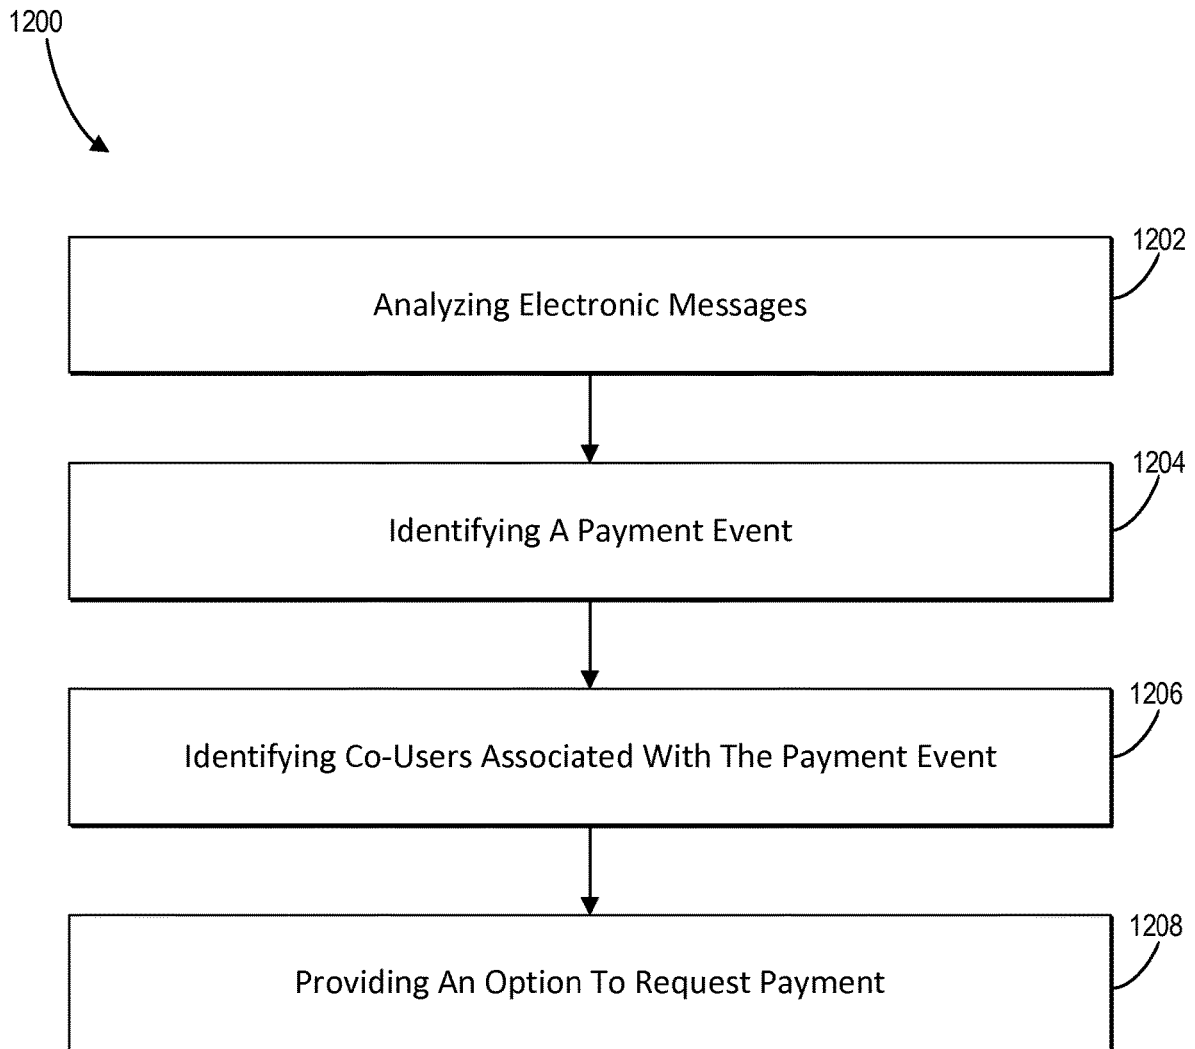 1200
1202
Analyzing Electronic Messages
1204
Identifying A Payment Event
1206
Identifying Co-Users Associated With The Payment Event
1208
Providing An Option To Request Payment